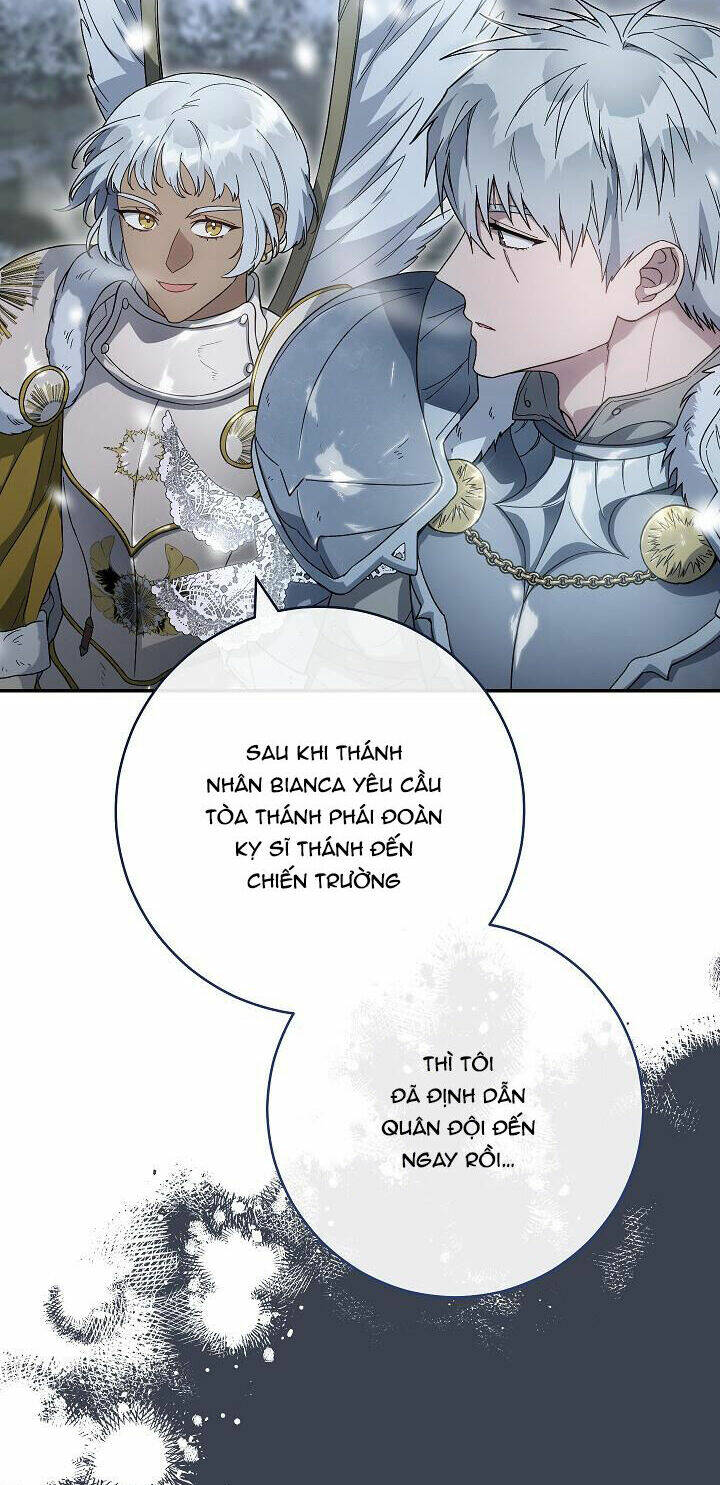 SAU KHI THÁNH
NHÂN BIANCA YÊU CẦU
TÒA THÁNH PHÁI ĐOÀN
KỴ SĨ THÁNH ĐẾN
CHIẾN TRƯỜNG
THÌ TÔI
ĐÃ ĐỊNH DẪN
QUÂN ĐỘI ĐẾN
NGAY RỒI...